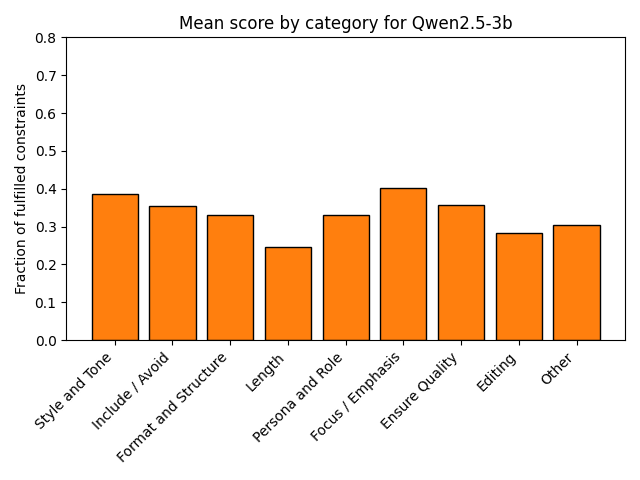 Mean score by category for Qwen2.5-3b
Fraction of fulfilled constraints
0.8
0.7
0.6
0.5
0.4
0.3
0.2
0.1
0.0
Style and Tone
Include / Avoid
Format and Structure
Length
Persona and Role
Focus / Emphasis
Ensure Quality
Editing
Other